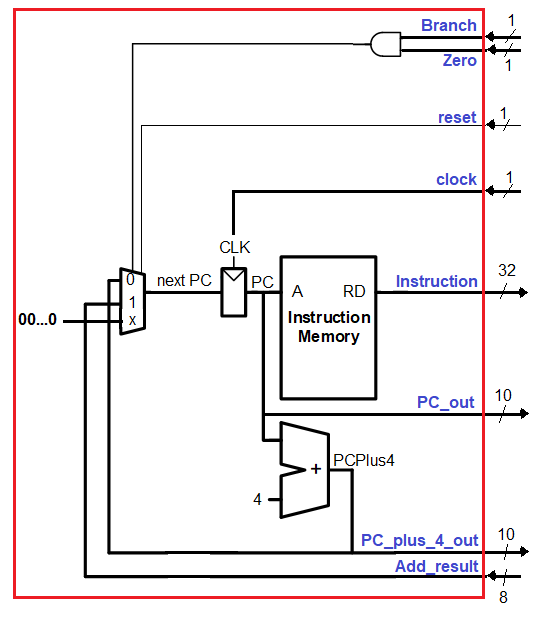 Branch
1
Zero
1
reset
1
clock
1
CLK
0
next PC
PC
1
00...0
x
A
RD
Instruction
Memory
Instruction
32
PC_out
10
+
PCPlus4
4
PC_plus_4_out
10
Add_result
8